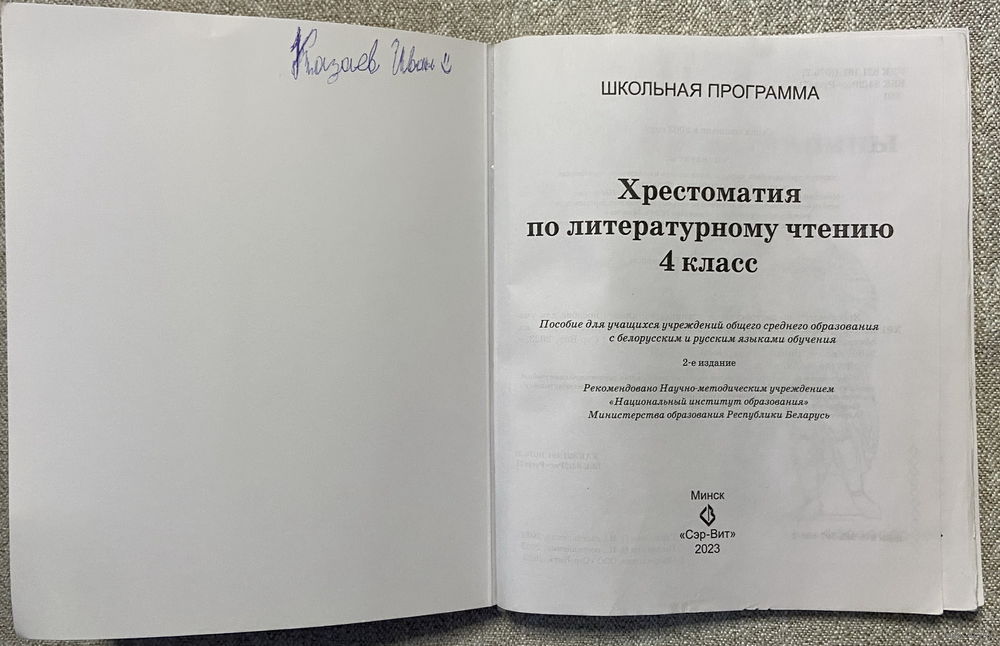 Казаев Иван
ШКОЛЬНАЯ ПРОГРАММА
Хрестоматия
по литературному чтению
4 класс
Пособие для учащихся учреждений общего среднего образования
с белорусским и русским языками обучения
2-е издание
Рекомендовано Научно-методическим учреждением
«Национальный институт образования»
Министерства образования Республики Беларусь
Минск
«Сэр-Вит»
2023